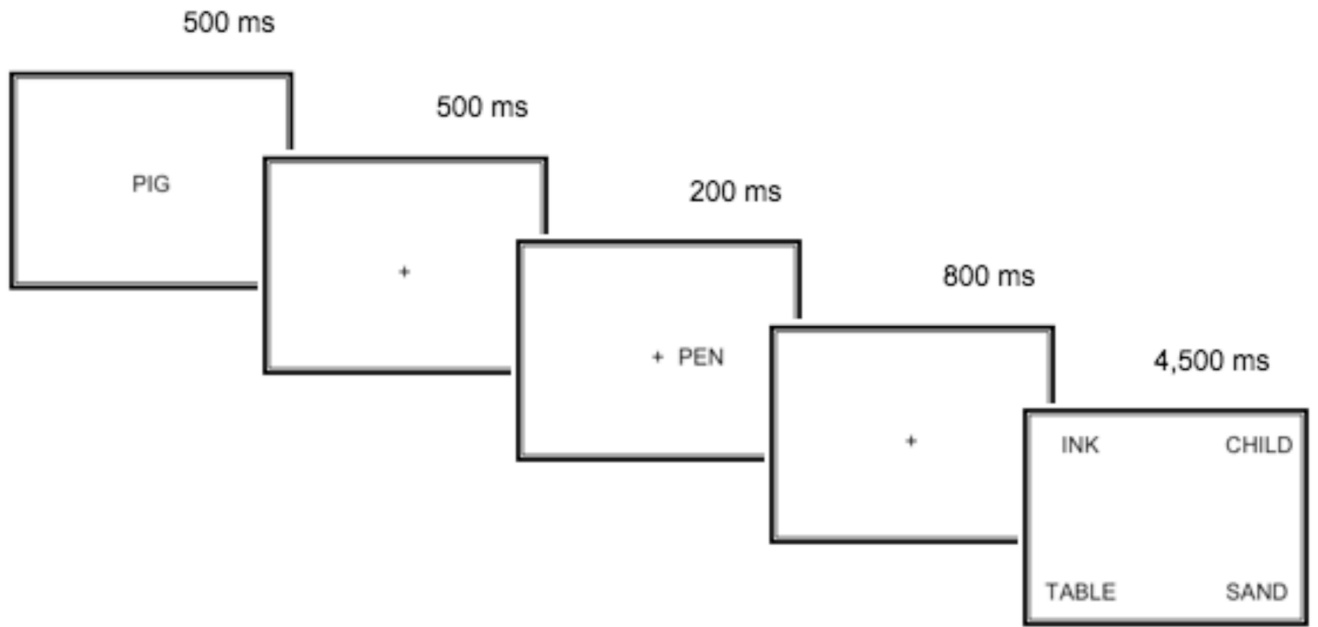 500 ms
PIG
500 ms
+
200 ms
+ PEN
800 ms
+
4,500 ms
INK CHILD
TABLE SAND